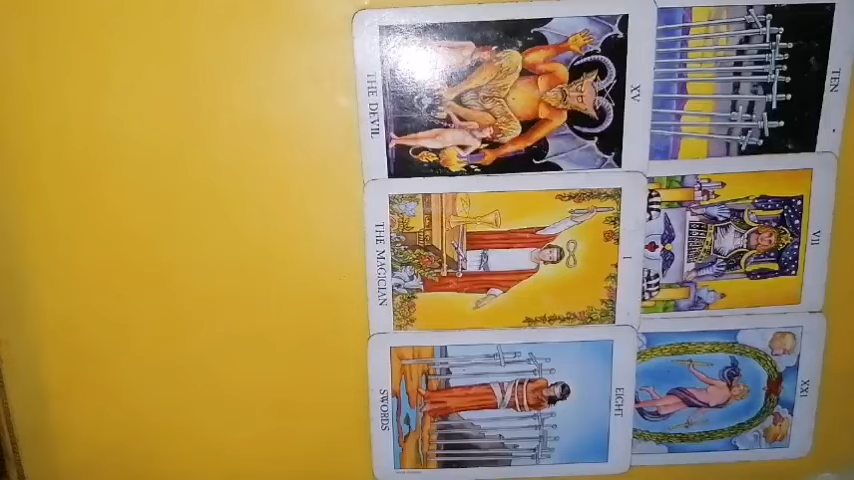 TEN
VII
XXI
XV
THE DEVIL
I
THE MAGICIAN
EIGHT
SWORDS